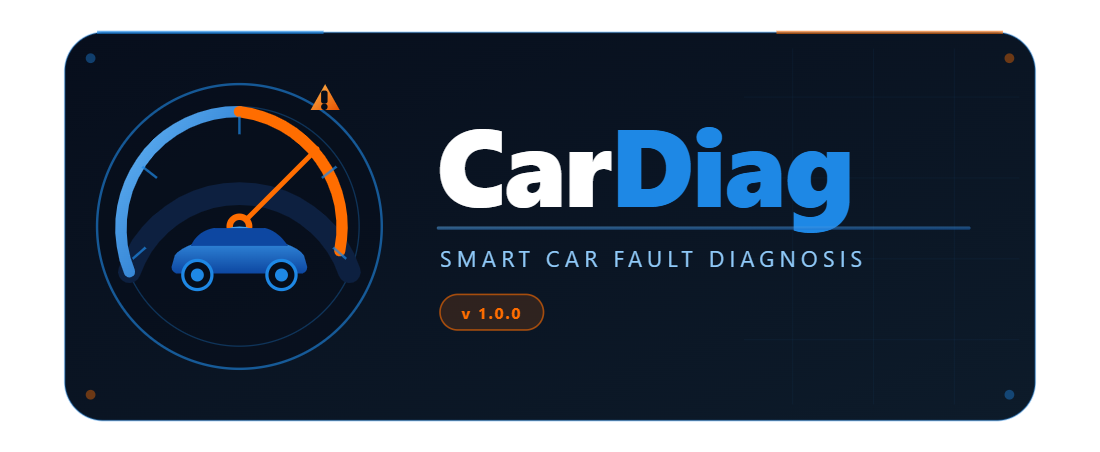 CarDiag
SMART CAR FAULT DIAGNOSIS
v 1.0.0